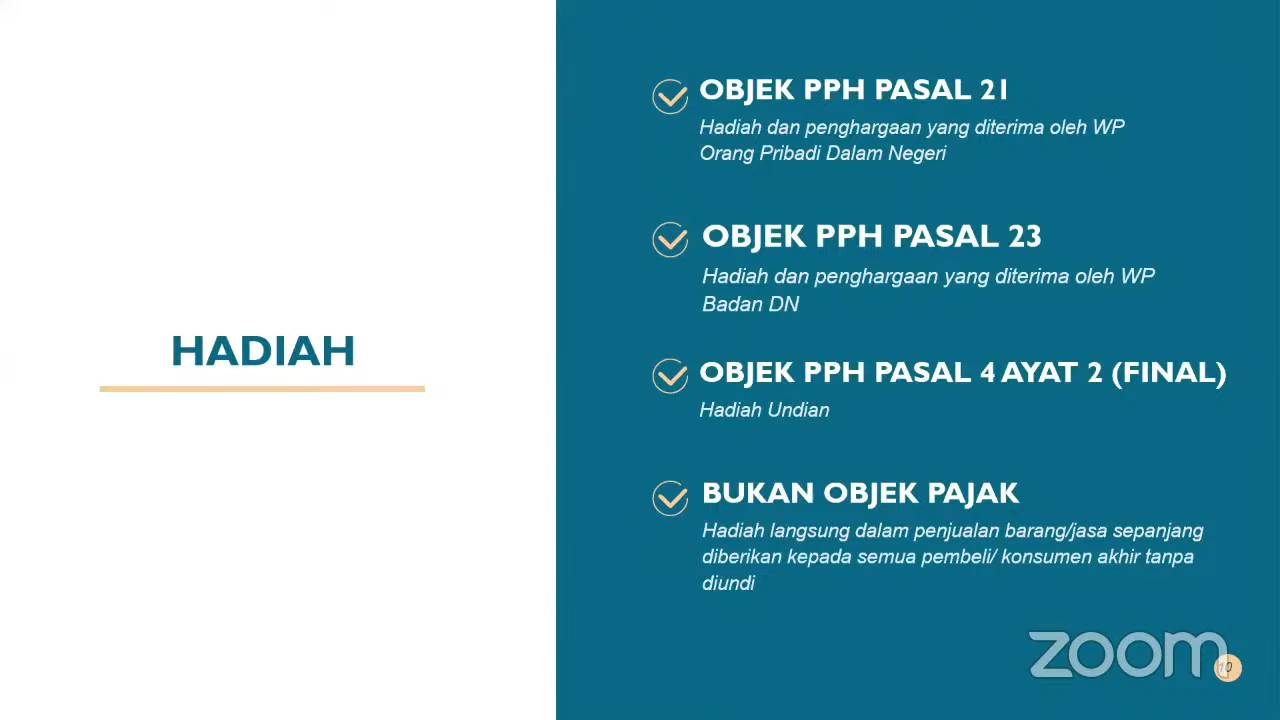 HADIAH
OBJEK PPH PASAL 21
Hadiah dan penghargaan yang diterima oleh WP
Orang Pribadi Dalam Negeri
OBJEK PPH PASAL 23
Hadiah dan penghargaan yang diterima oleh WP
Badan DN
OBJEK PPH PASAL 4 AYAT 2 (FINAL)
Hadiah Undian
BUKAN OBJEK PAJAK
Hadiah langsung dalam penjualan barang/jasa sepanjang
diberikan kepada semua pembeli/ konsumen akhir tanpa
diundi
zoom